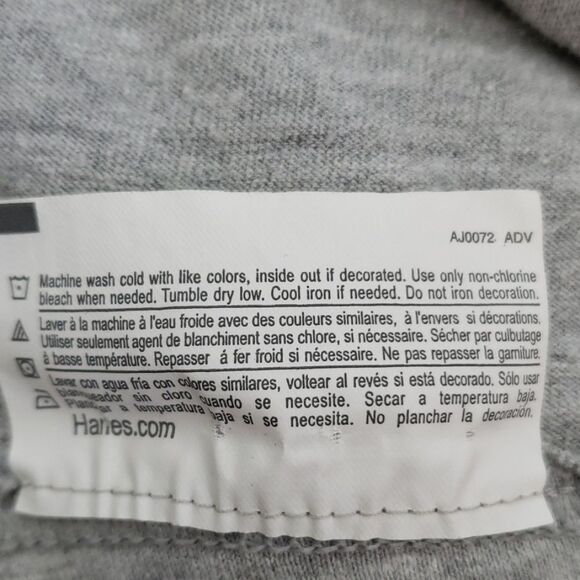 AJ0072 ADV
Machine wash cold with like colors, inside out if decorated. Use only non-chlorine
bleach when needed. Tumble dry low. Cool iron if needed. Do not iron decoration.
Laver à la machine à l'eau froide avec des couleurs similaires, à l'envers si décorations.
Utiliser seulement agent de blanchiment sans chlore, si nécessaire. Sécher par culbutage
à basse température. Repasser á fer froid si nécessaire. Ne pas repasser la garniture.
Lavar con agua fría con colores similares, voltear al revés si está decorado. Sólo usar
blanqueador sin cloro cuando se necesite. Secar a temperatura baja.
Planchar a temperatura baja si se necesita. No planchar la decoración.
Hanes.com